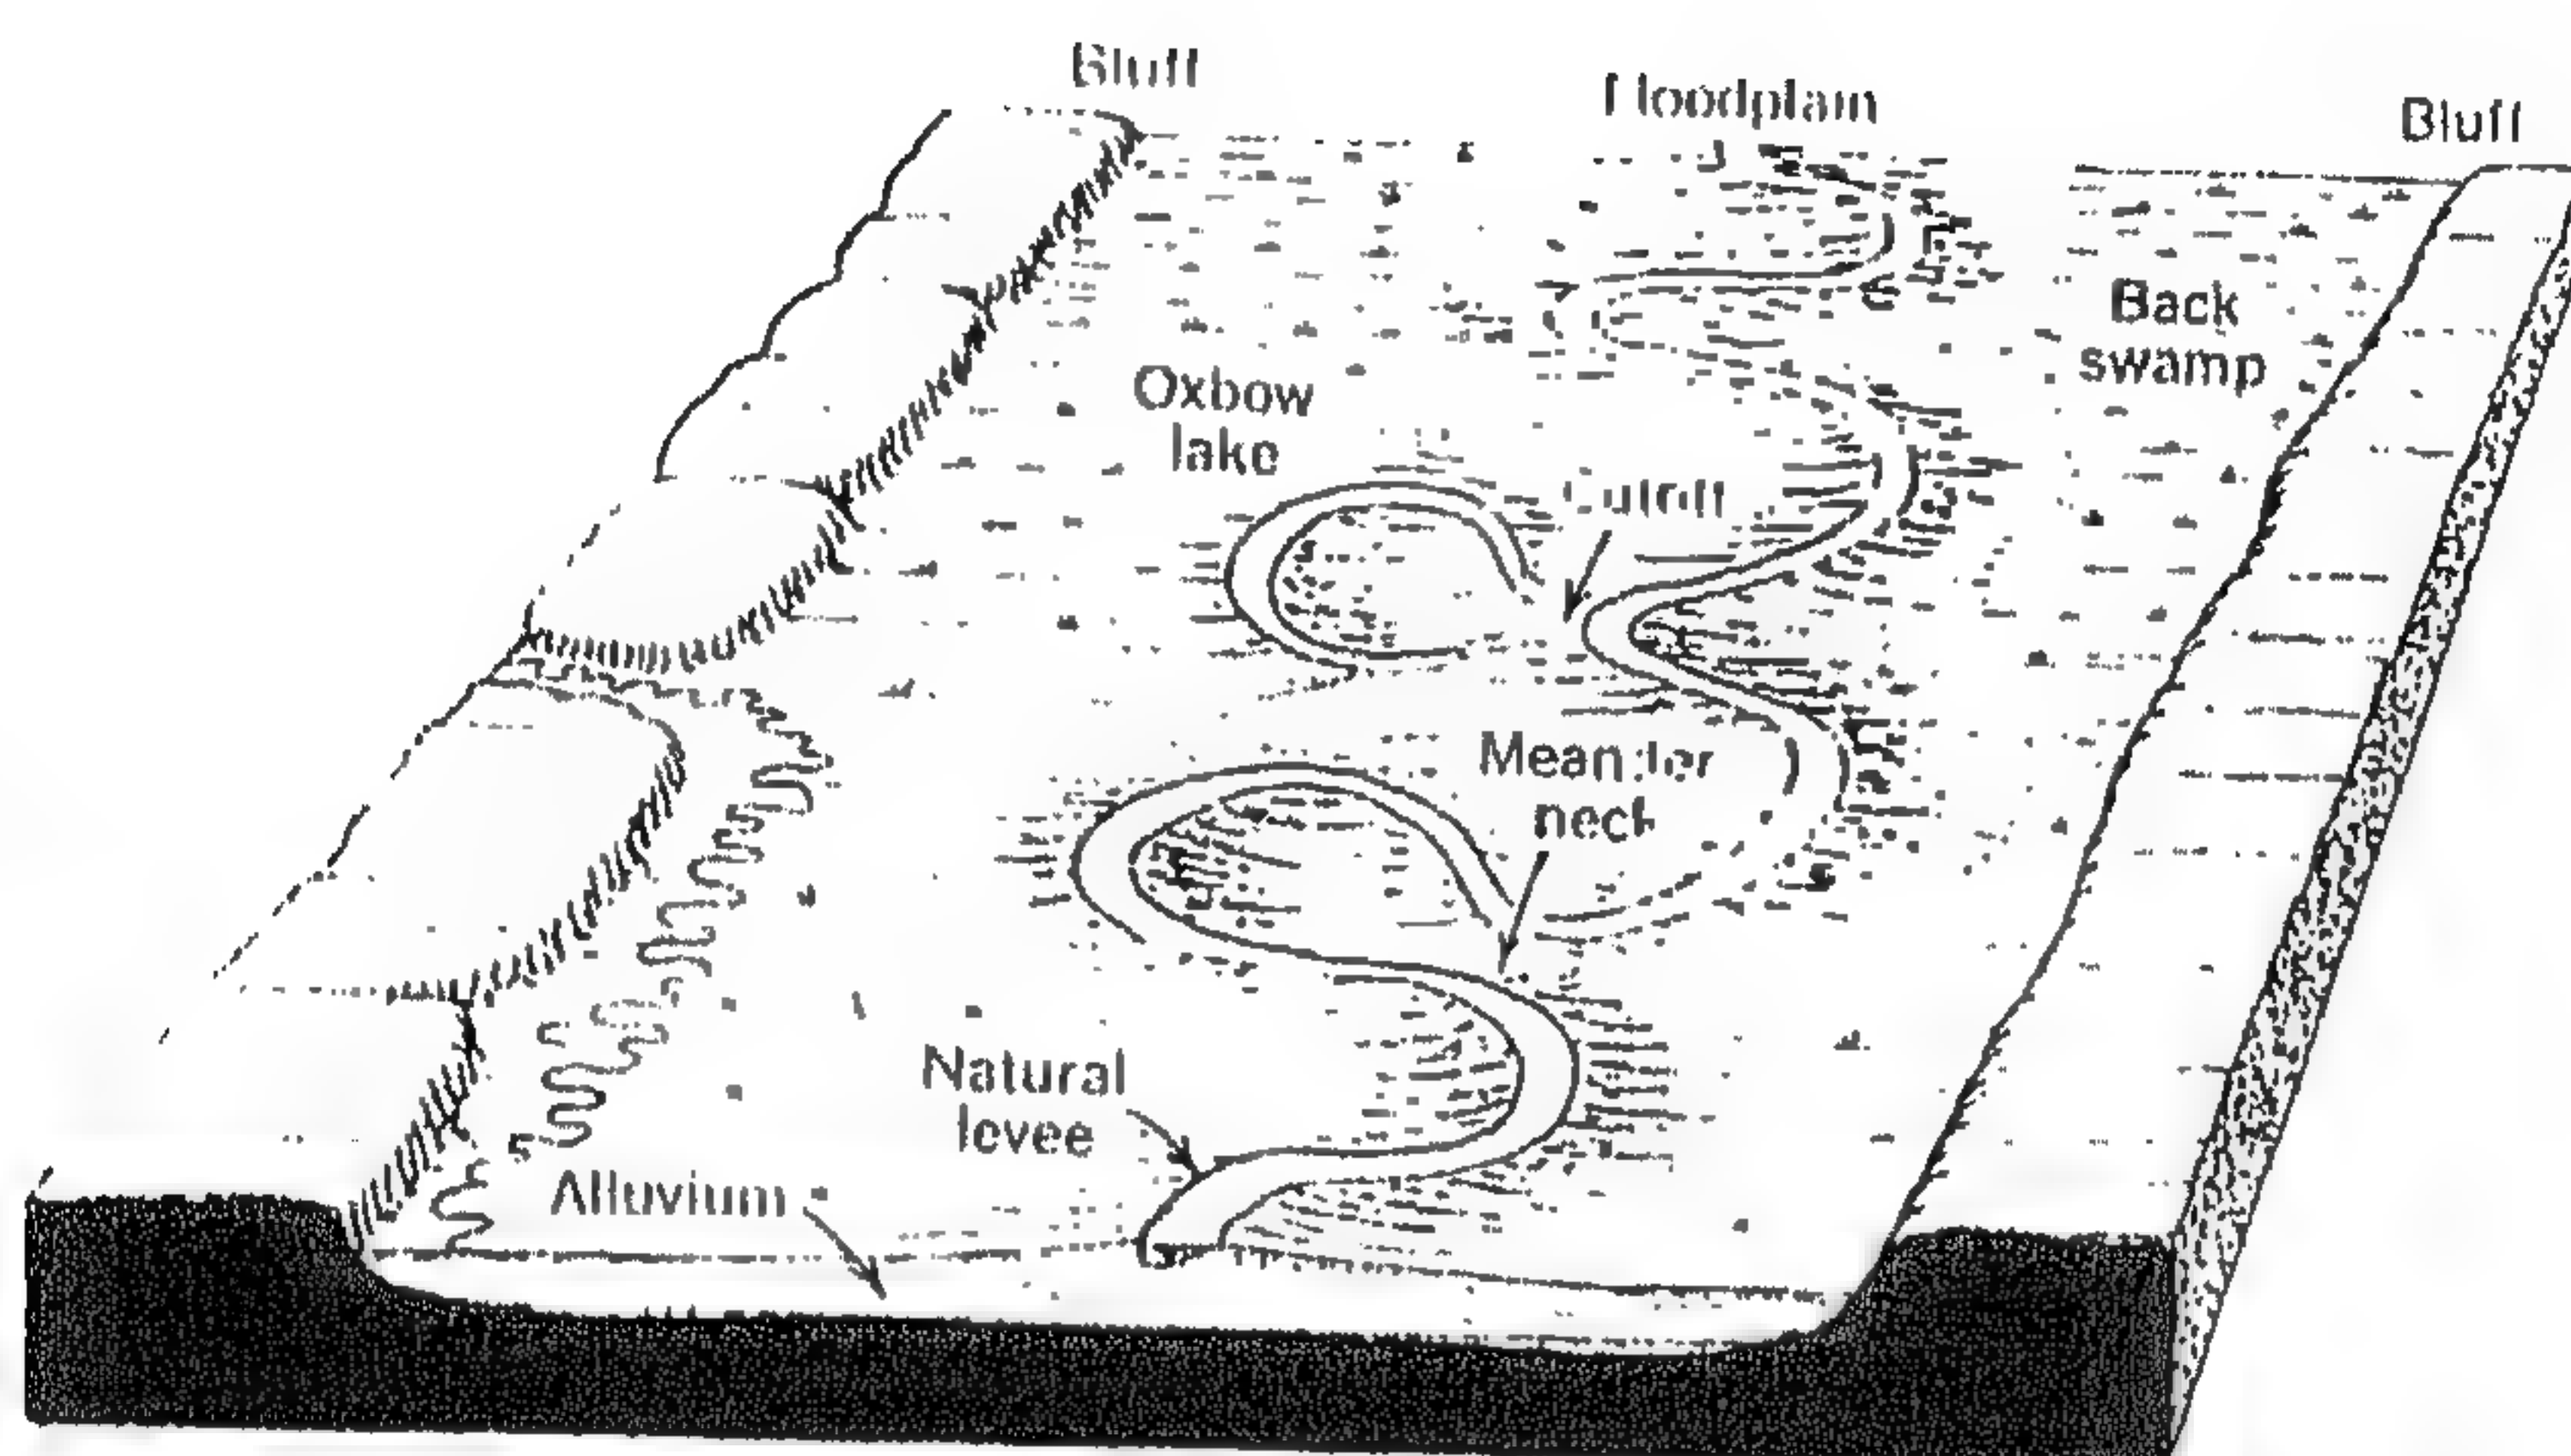 Bluff
Floodplain
Bluff
Back
swamp
Oxbow
lake
Cutoff
Meander
neck
Natural
levee
Alluvium